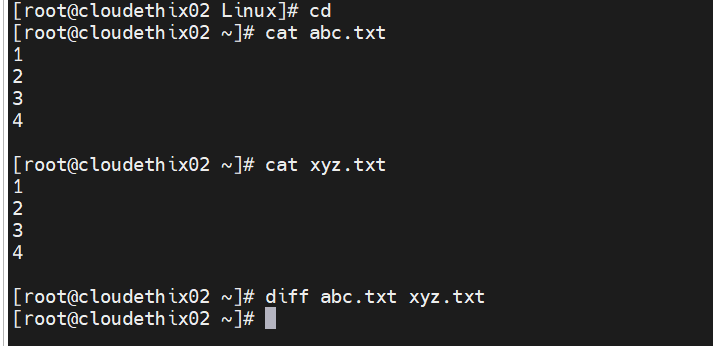 [root@cloudethix02 Linux]# cd
[root@cloudethix02 ~]# cat abc.txt
1
2
3
4

[root@cloudethix02 ~]# cat xyz.txt
1
2
3
4

[root@cloudethix02 ~]# diff abc.txt xyz.txt
[root@cloudethix02 ~]#